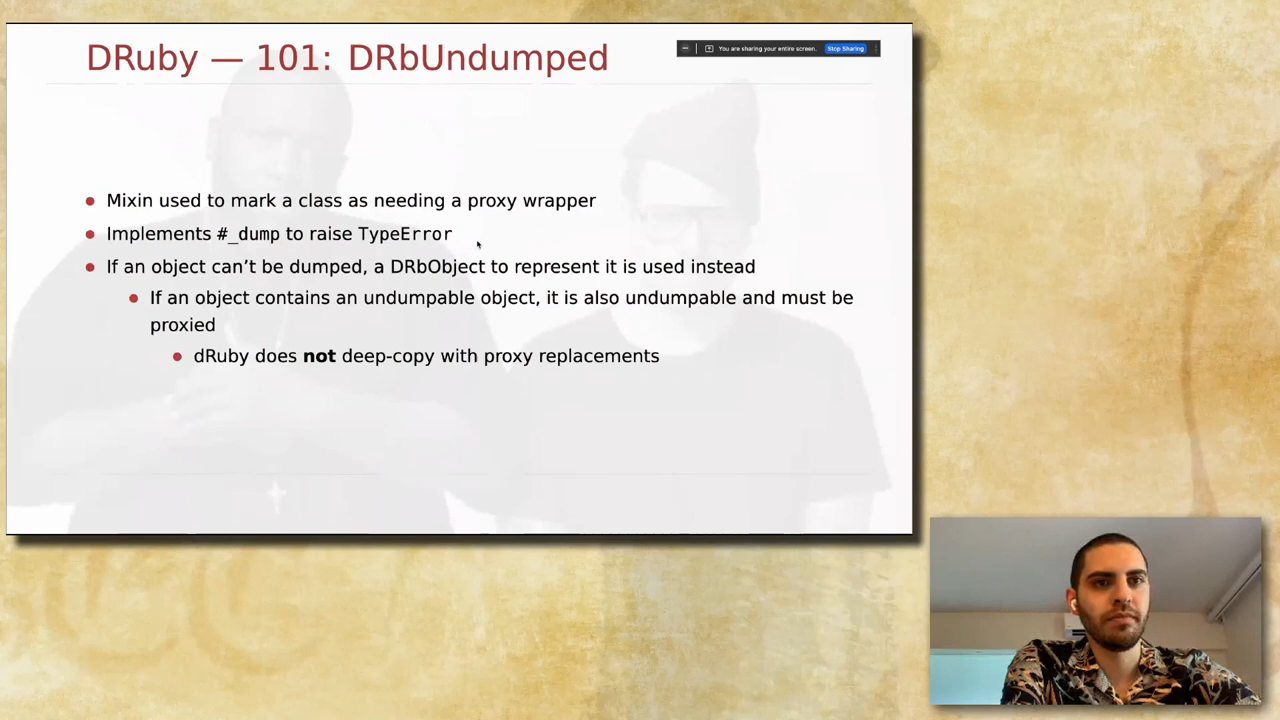 DRuby — 101: DRbUndumped
You are sharing your entire screen. Stop Sharing
Mixin used to mark a class as needing a proxy wrapper
Implements #_dump to raise TypeError
If an object can’t be dumped, a DRbObject to represent it is used instead
If an object contains an undumpable object, it is also undumpable and must be
proxied
dRuby does not deep-copy with proxy replacements